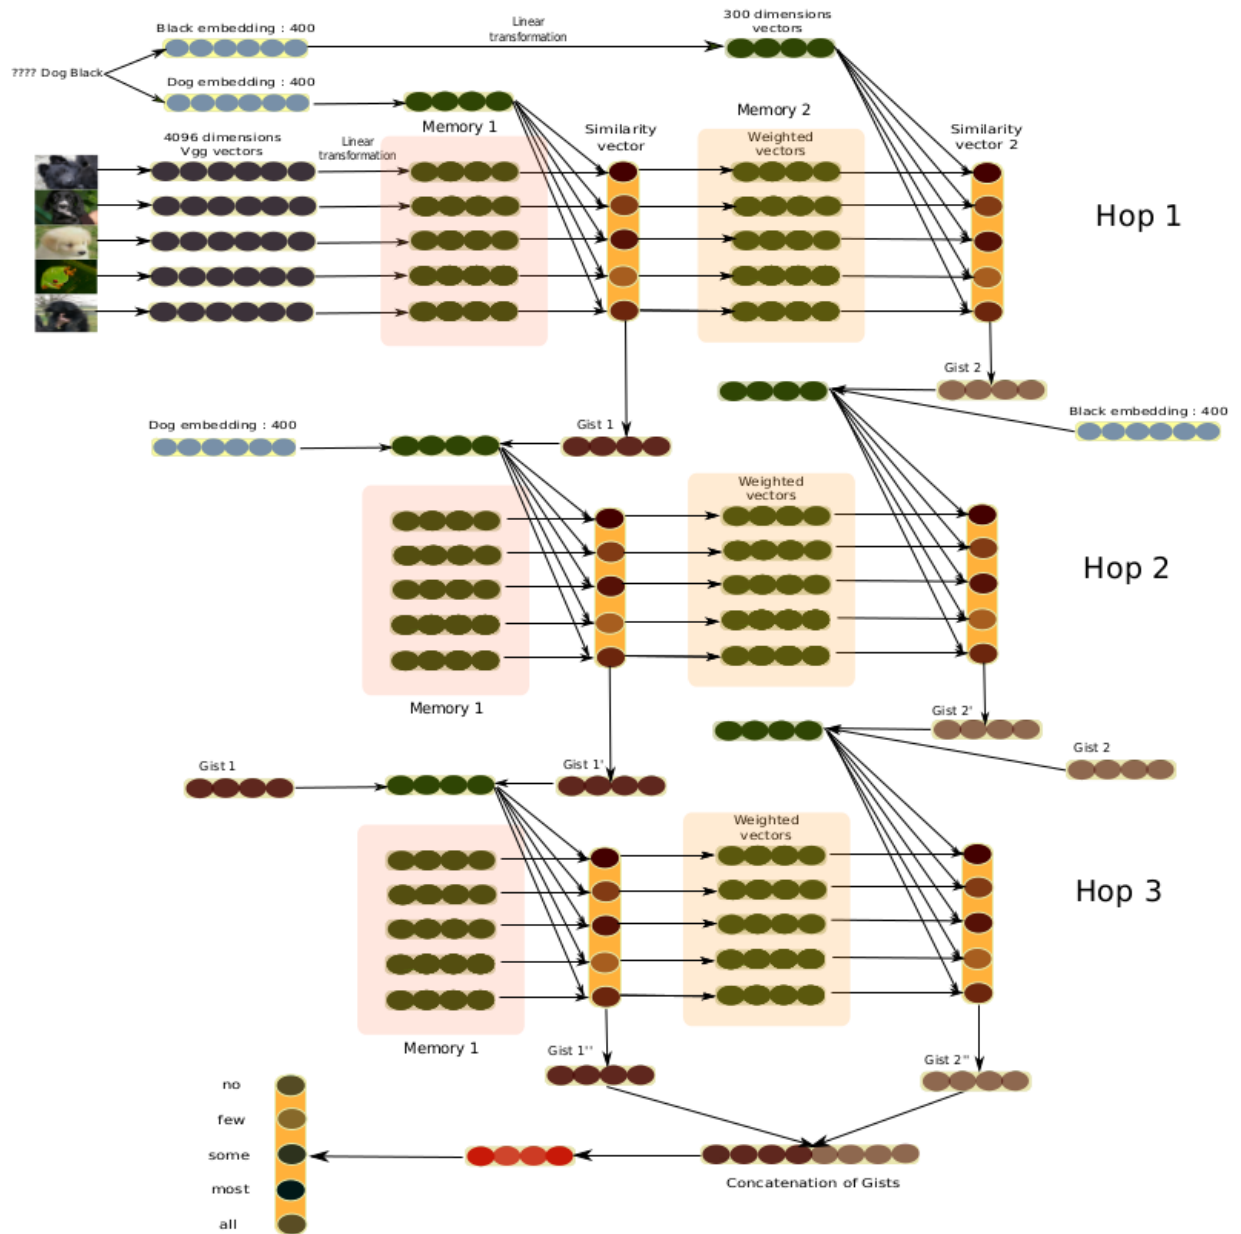 Black embedding : 400
Linear
transformation
300 dimensions
vectors
???? Dog Black
Dog embedding : 400
Memory 1
Memory 2
4096 dimensions
Vgg vectors
Linear
transformation
Similarity
vector
Weighted
vectors
Similarity
vector 2
Hop 1
Gist 2
Black embedding : 400
Dog embedding : 400
Gist 1
Weighted
vectors
Hop 2
Memory 1
Gist 2'
Gist 2
Gist 1
Gist 1'
Weighted
vectors
Hop 3
Memory 1
Gist 1''
Gist 2''
no
few
some
most
all
Concatenation of Gists